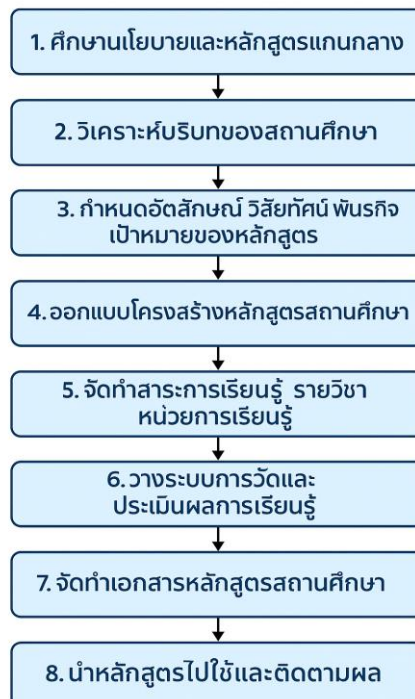 1. ศึกษานโยบายและหลักสูตรแกนกลาง
2. วิเคราะห์บริบทของสถานศึกษา
3. กำหนดอัตลักษณ์ วิสัยทัศน์ พันธกิจ
เป้าหมายของหลักสูตร
4. ออกแบบโครงสร้างหลักสูตรสถานศึกษา
5. จัดทำสาระการเรียนรู้ รายวิชา
หน่วยการเรียนรู้
6. วางระบบการวัดและ
ประเมินผลการเรียนรู้
7. จัดทำเอกสารหลักสูตรสถานศึกษา
8. นำหลักสูตรไปใช้และติดตามผล